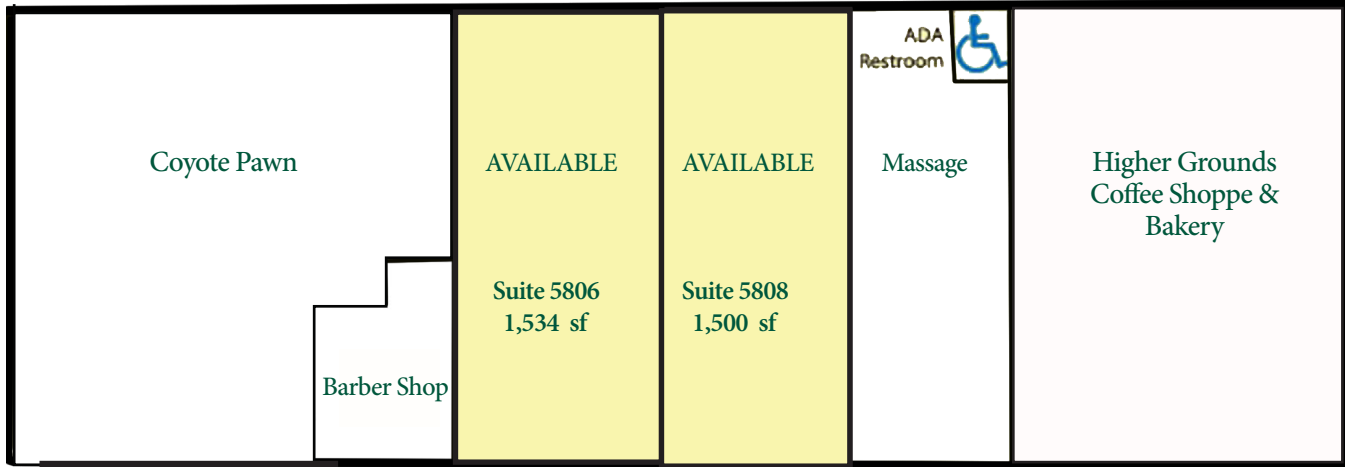 Coyote Pawn
Barber Shop
AVAILABLE
Suite 5806
1,534 sf
AVAILABLE
Suite 5808
1,500 sf
ADA
Restroom
Massage
Higher Grounds
Coffee Shoppe &
Bakery